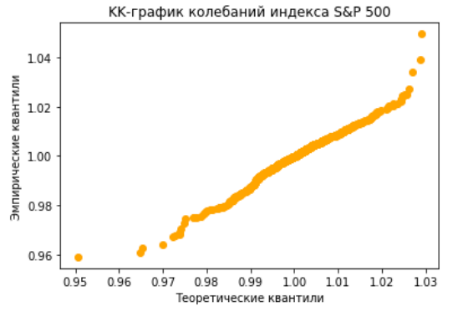 КК-график колебаний индекса S&P 500
Эмпирические квантили
1.04
1.02
1.00
0.98
0.96
0.95 0.96 0.97 0.98 0.99 1.00 1.01 1.02 1.03
Теоретические квантили